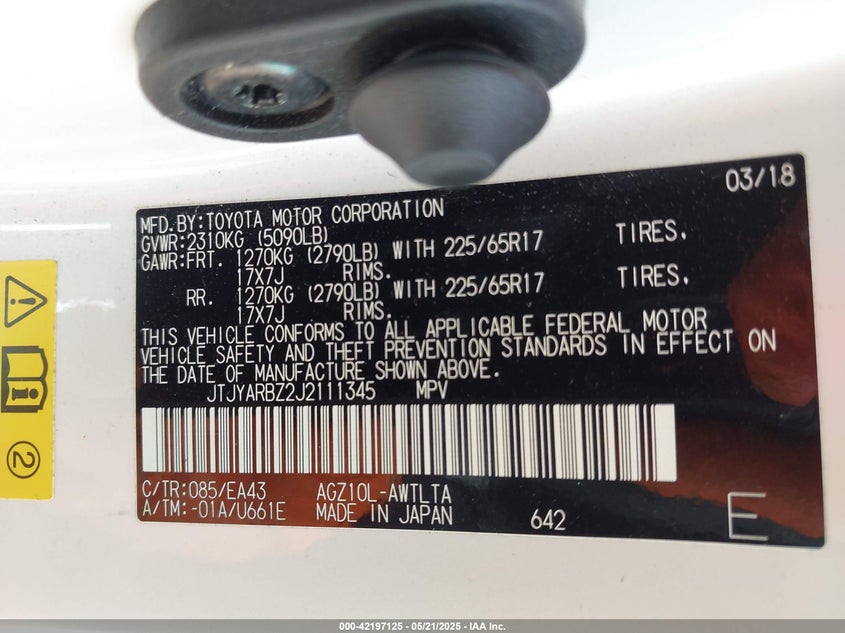 03/18
MFD.BY:TOYOTA MOTOR CORPORATION
GVWR:2310KG (5090LB)
GAWR:FRT. 1270KG (2790LB) WITH 225/65R17 TIRES.
17X7J RIMS.
RR. 1270KG (2790LB) WITH 225/65R17 TIRES.
17X7J RIMS.
THIS VEHICLE CONFORMS TO ALL APPLICABLE FEDERAL MOTOR
VEHICLE SAFETY AND THEFT PREVENTION STANDARDS IN EFFECT ON
THE DATE OF MANUFACTURE SHOWN ABOVE.
JTJYARBZ2J2111345 MPV
C/TR:085/EA43 AGZ10L-AWTLTA
A/TM:-01A/U661E MADE IN JAPAN 642 E
2
000-42197125 - 05/21/2025 - IAA Inc.